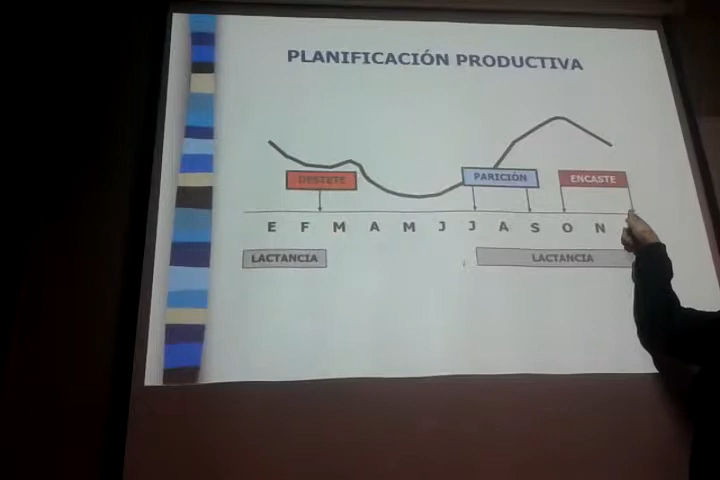 PLANIFICACIÓN PRODUCTIVA
DESTETE PARICIÓN ENCASTE
E F M A M J J A S O N
LACTANCIA LACTANCIA